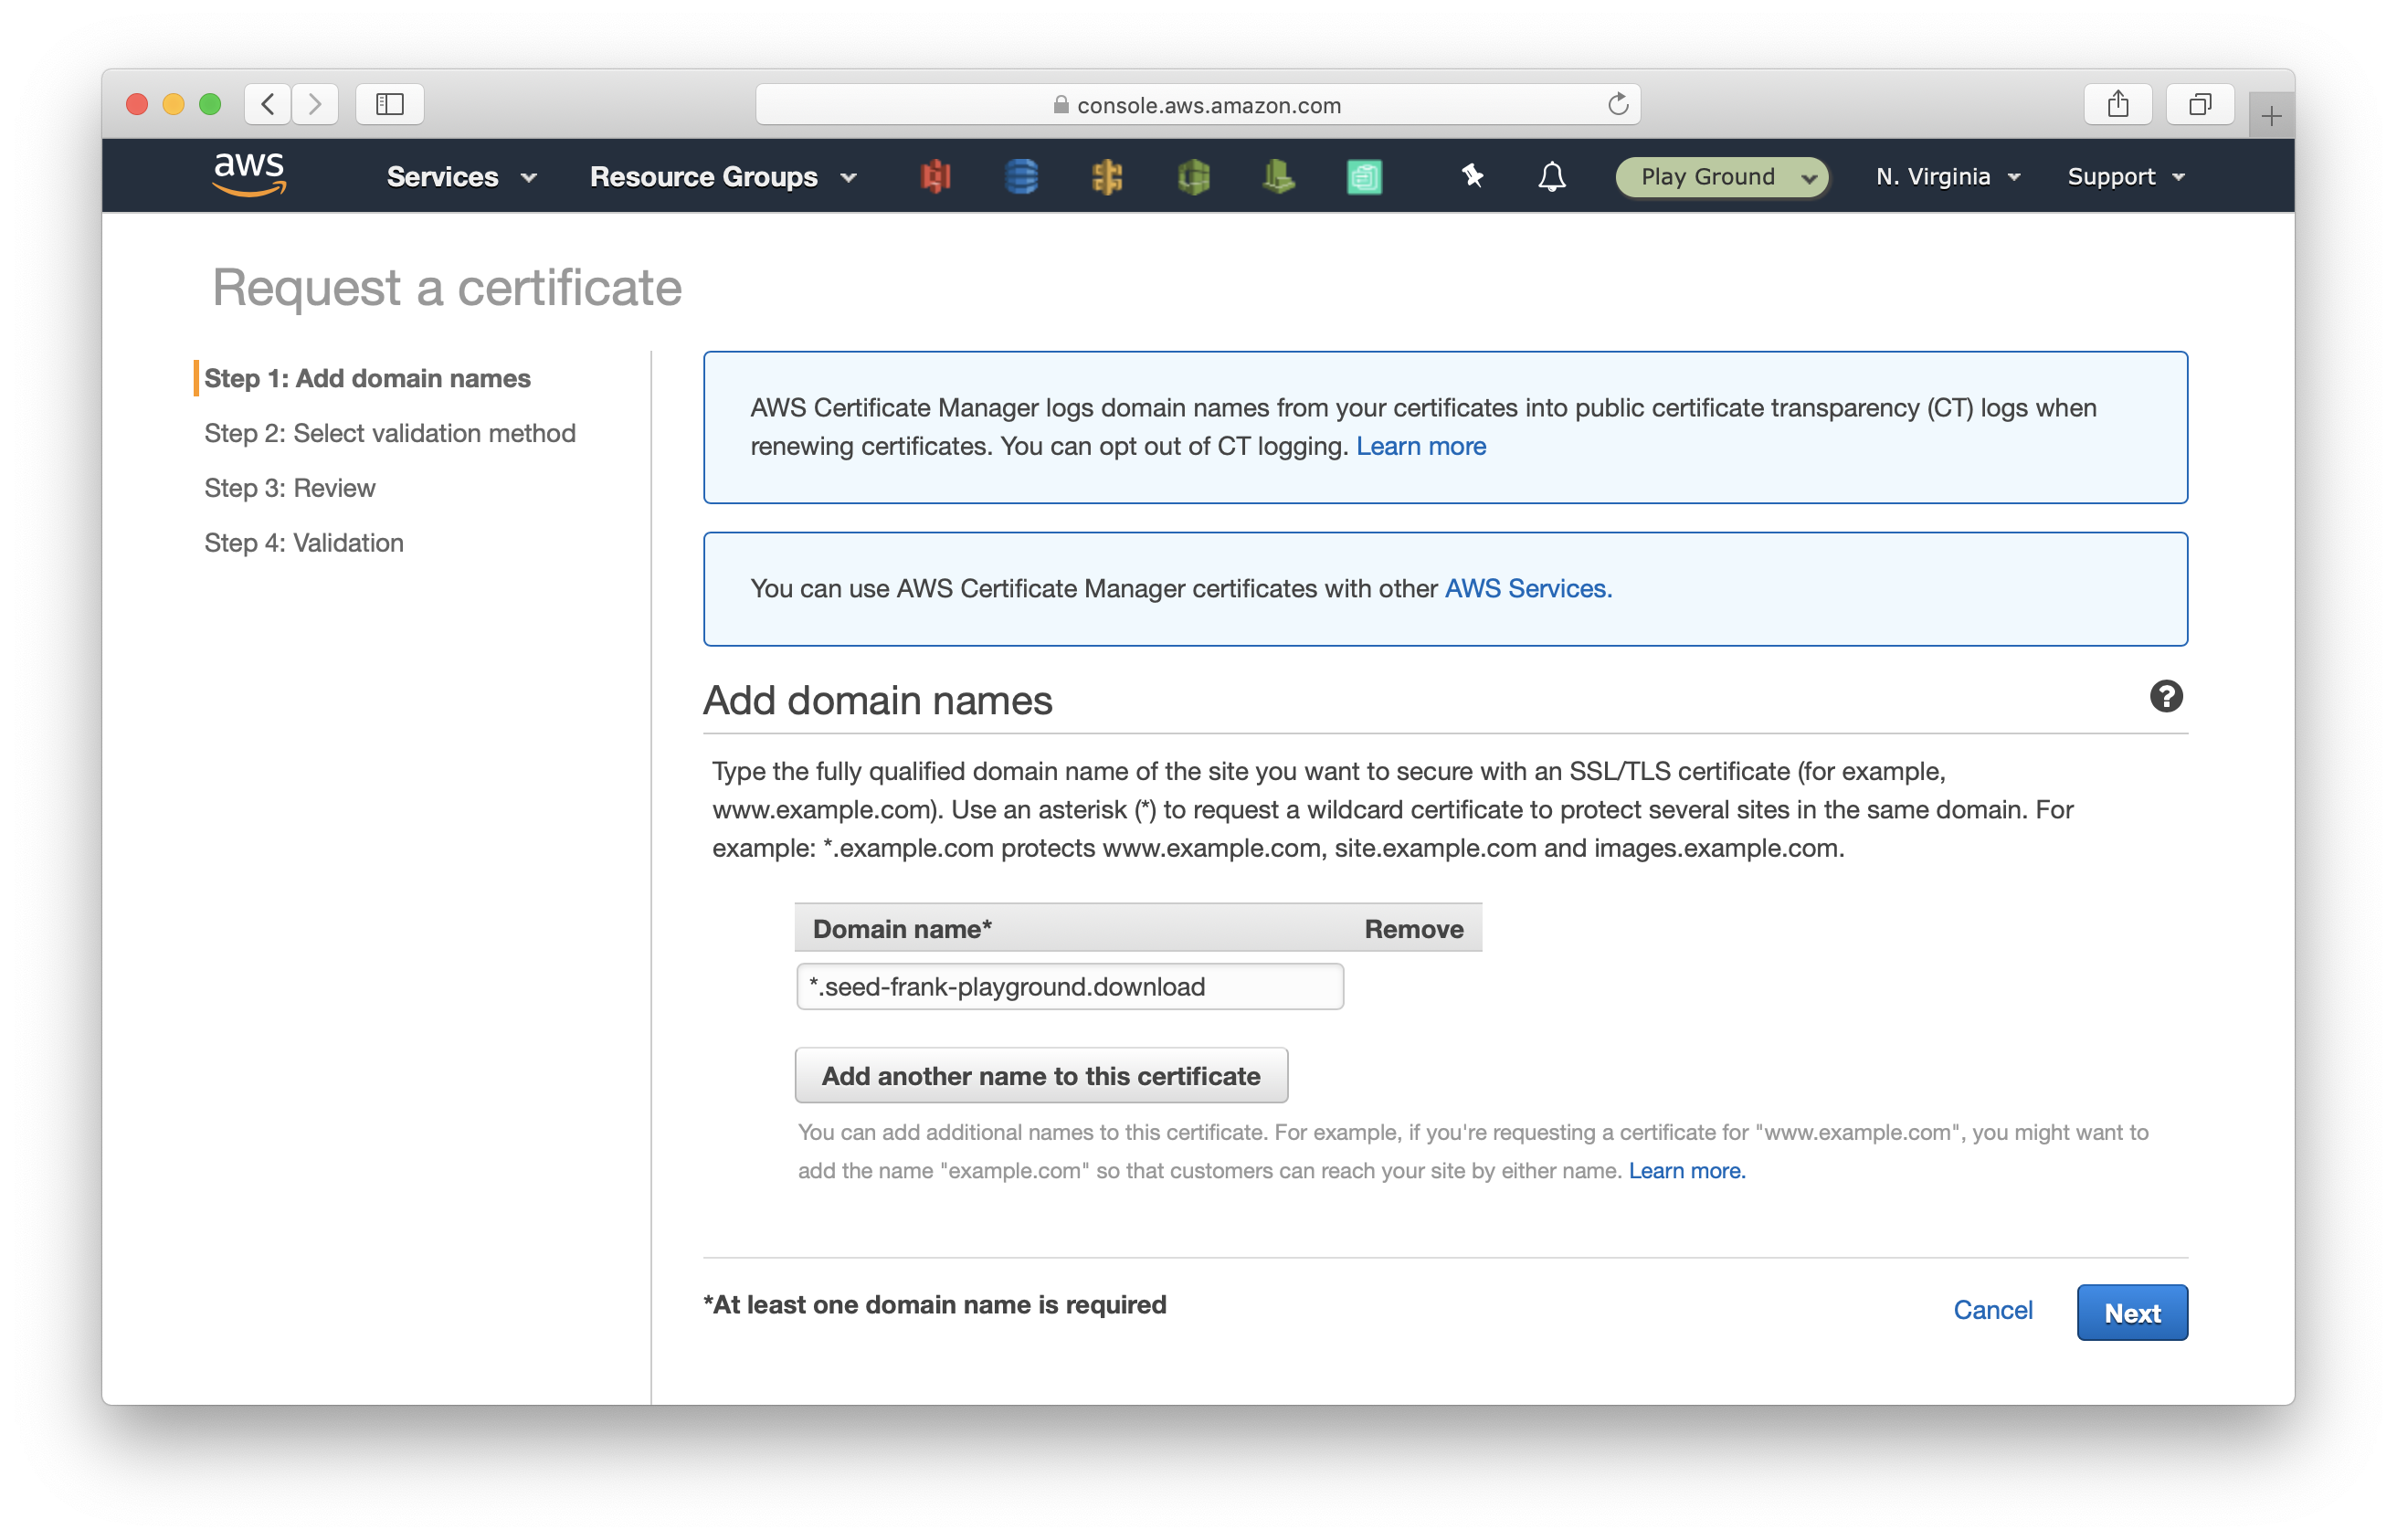 console.aws.amazon.com
aws
Services
Resource Groups
Play Ground
N. Virginia
Support
Request a certificate
Step 1: Add domain names
Step 2: Select validation method
Step 3: Review
Step 4: Validation
AWS Certificate Manager logs domain names from your certificates into public certificate transparency (CT) logs when
renewing certificates. You can opt out of CT logging. Learn more
You can use AWS Certificate Manager certificates with other AWS Services.
Add domain names
Type the fully qualified domain name of the site you want to secure with an SSL/TLS certificate (for example,
www.example.com). Use an asterisk (*) to request a wildcard certificate to protect several sites in the same domain. For
example: *.example.com protects www.example.com, site.example.com and images.example.com.
Domain name* Remove
*.seed-frank-playground.download
Add another name to this certificate
You can add additional names to this certificate. For example, if you're requesting a certificate for "www.example.com", you might want to
add the name "example.com" so that customers can reach your site by either name. Learn more.
*At least one domain name is required
Cancel
Next